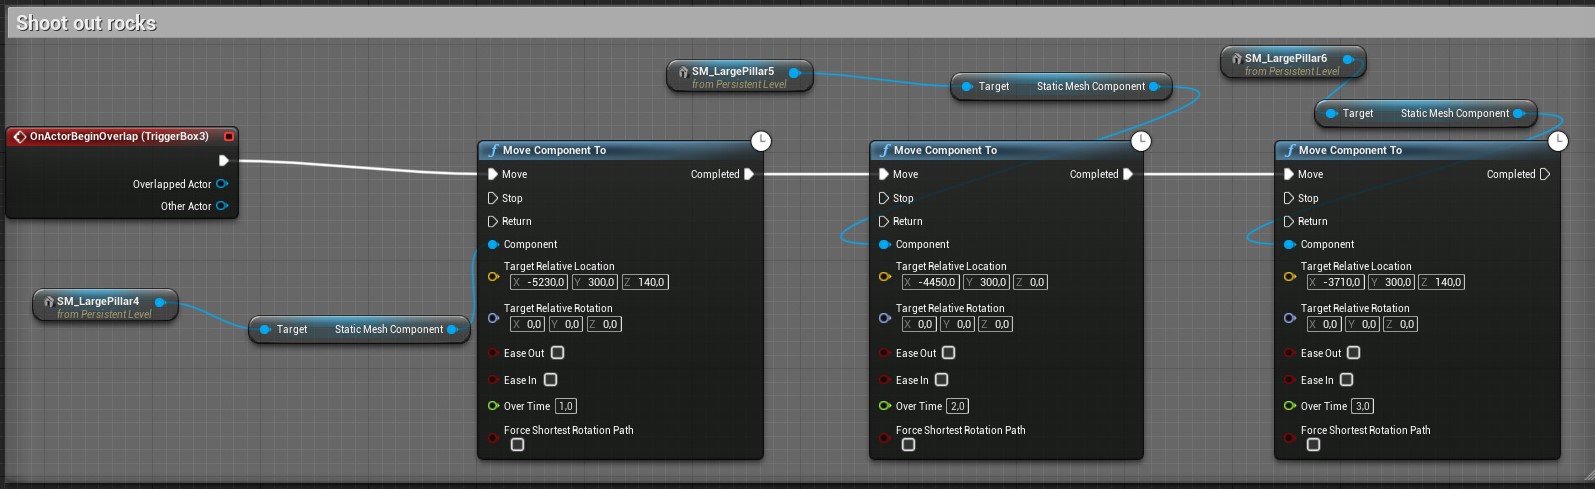 Shoot out rocks
SM_LargePillar5
from Persistent Level
Target Static Mesh Component
SM_LargePillar6
from Persistent Level
Target Static Mesh Component
OnActorBeginOverlap (TriggerBox3)
Overlapped Actor
Other Actor
SM_LargePillar4
from Persistent Level
Target Static Mesh Component
Move Component To
Move Completed
Stop
Return
Component
Target Relative Location
X -5230,0 Y 300,0 Z 140,0
Target Relative Rotation
X 0,0 Y 0,0 Z 0,0
Ease Out
Ease In
Over Time 1,0
Force Shortest Rotation Path
Move Component To
Move Completed
Stop
Return
Component
Target Relative Location
X -4450,0 Y 300,0 Z 0,0
Target Relative Rotation
X 0,0 Y 0,0 Z 0,0
Ease Out
Ease In
Over Time 2,0
Force Shortest Rotation Path
Move Component To
Move Completed
Stop
Return
Component
Target Relative Location
X -3710,0 Y 300,0 Z 140,0
Target Relative Rotation
X 0,0 Y 0,0 Z 0,0
Ease Out
Ease In
Over Time 3,0
Force Shortest Rotation Path